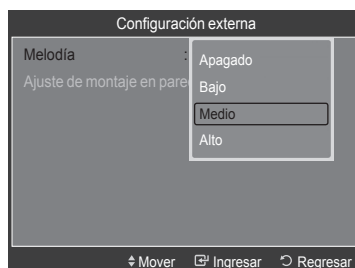 Configuración externa
Melodía :
Ajuste de montaje en pare
Apagado
Bajo
Medio
Alto
Mover Ingresar Regresar